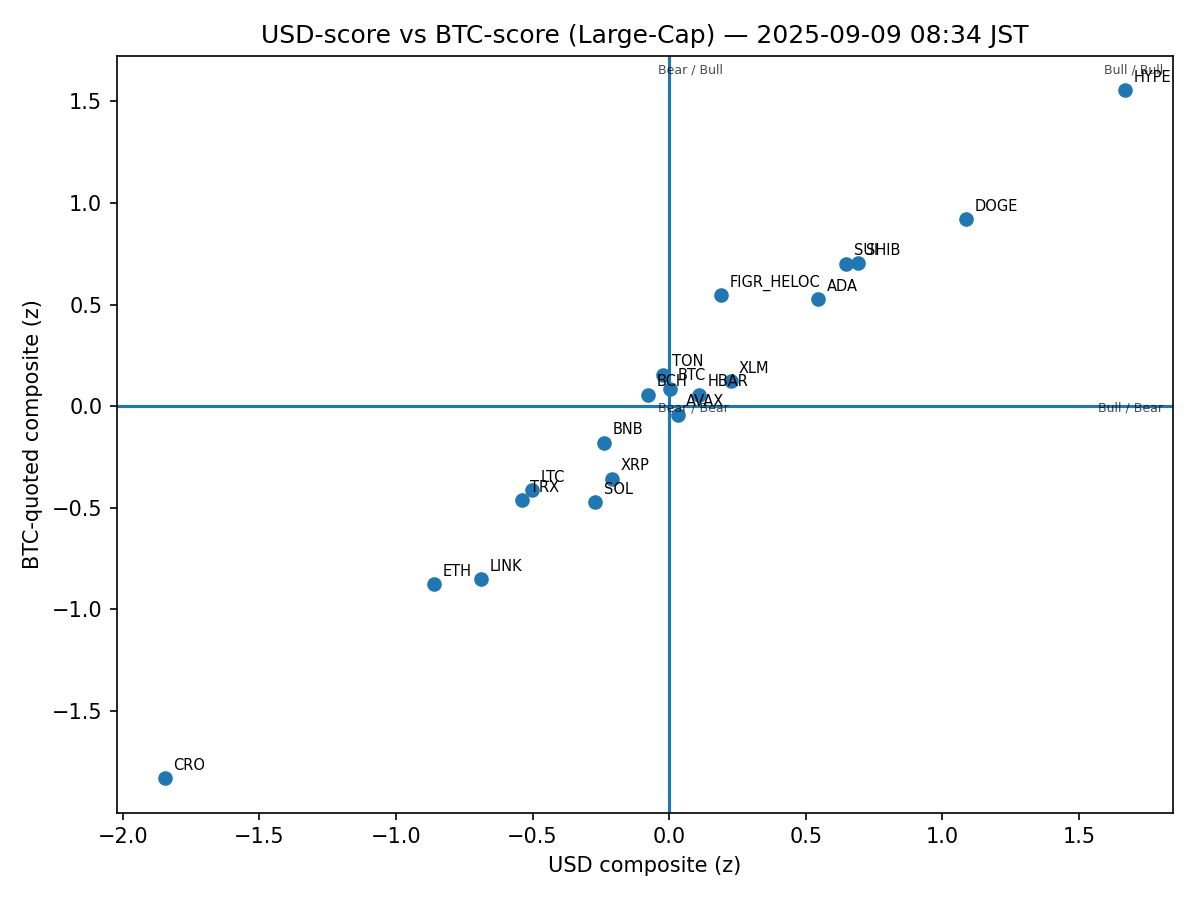 USD-score vs BTC-score (Large-Cap) — 2025-09-09 08:34 JST
Bear / Bull
Bull / Bull
HYPE
1.5
DOGE
1.0
SUI
SHIB
FIGR_HELOC
ADA
0.5
TON
XLM
BTC
BCH
HBAR
AVAX
0.0
Bear / Bear
Bull / Bear
BNB
XRP
LTC
TRX
SOL
−0.5
ETH
LINK
−1.0
−1.5
CRO
BTC-quoted composite (z)
−2.0
−1.5
−1.0
−0.5
0.0
0.5
1.0
1.5
USD composite (z)